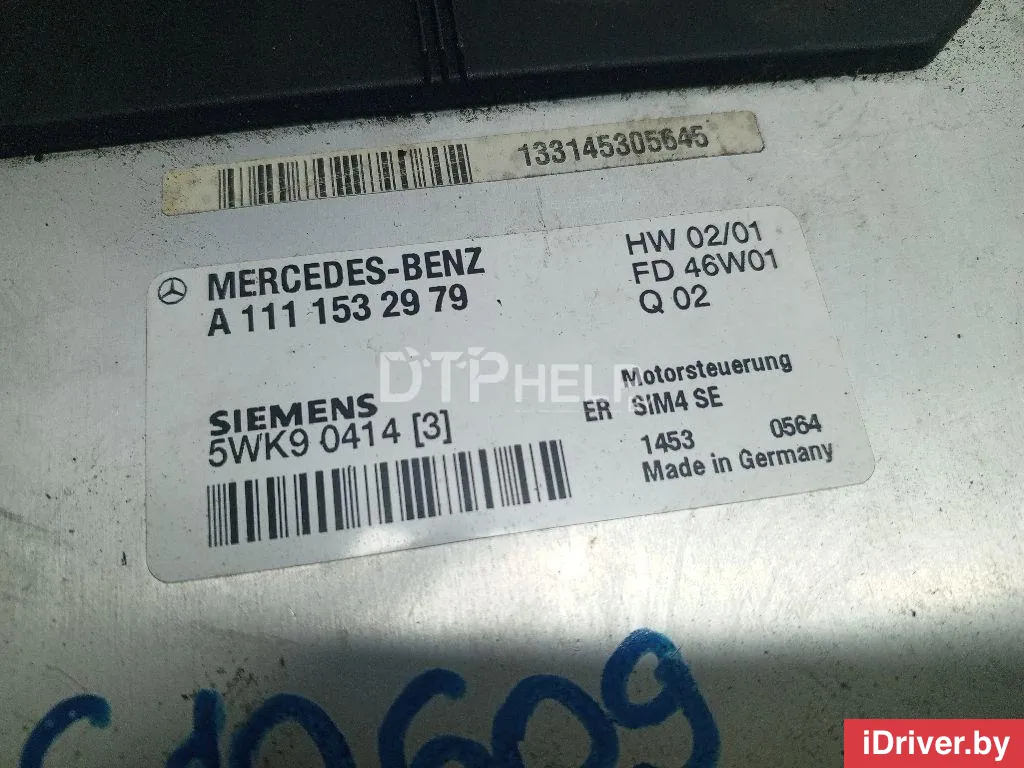 133145305645
MERCEDES-BENZ
A 111 153 29 79
HW 02/01
FD 46W01
Q 02
DTPHELP
SIEMENS
5WK9 0414 [3]
Motorsteuerung
ER SIM4 SE
1453 0564
Made in Germany
C10609
iDriver.by